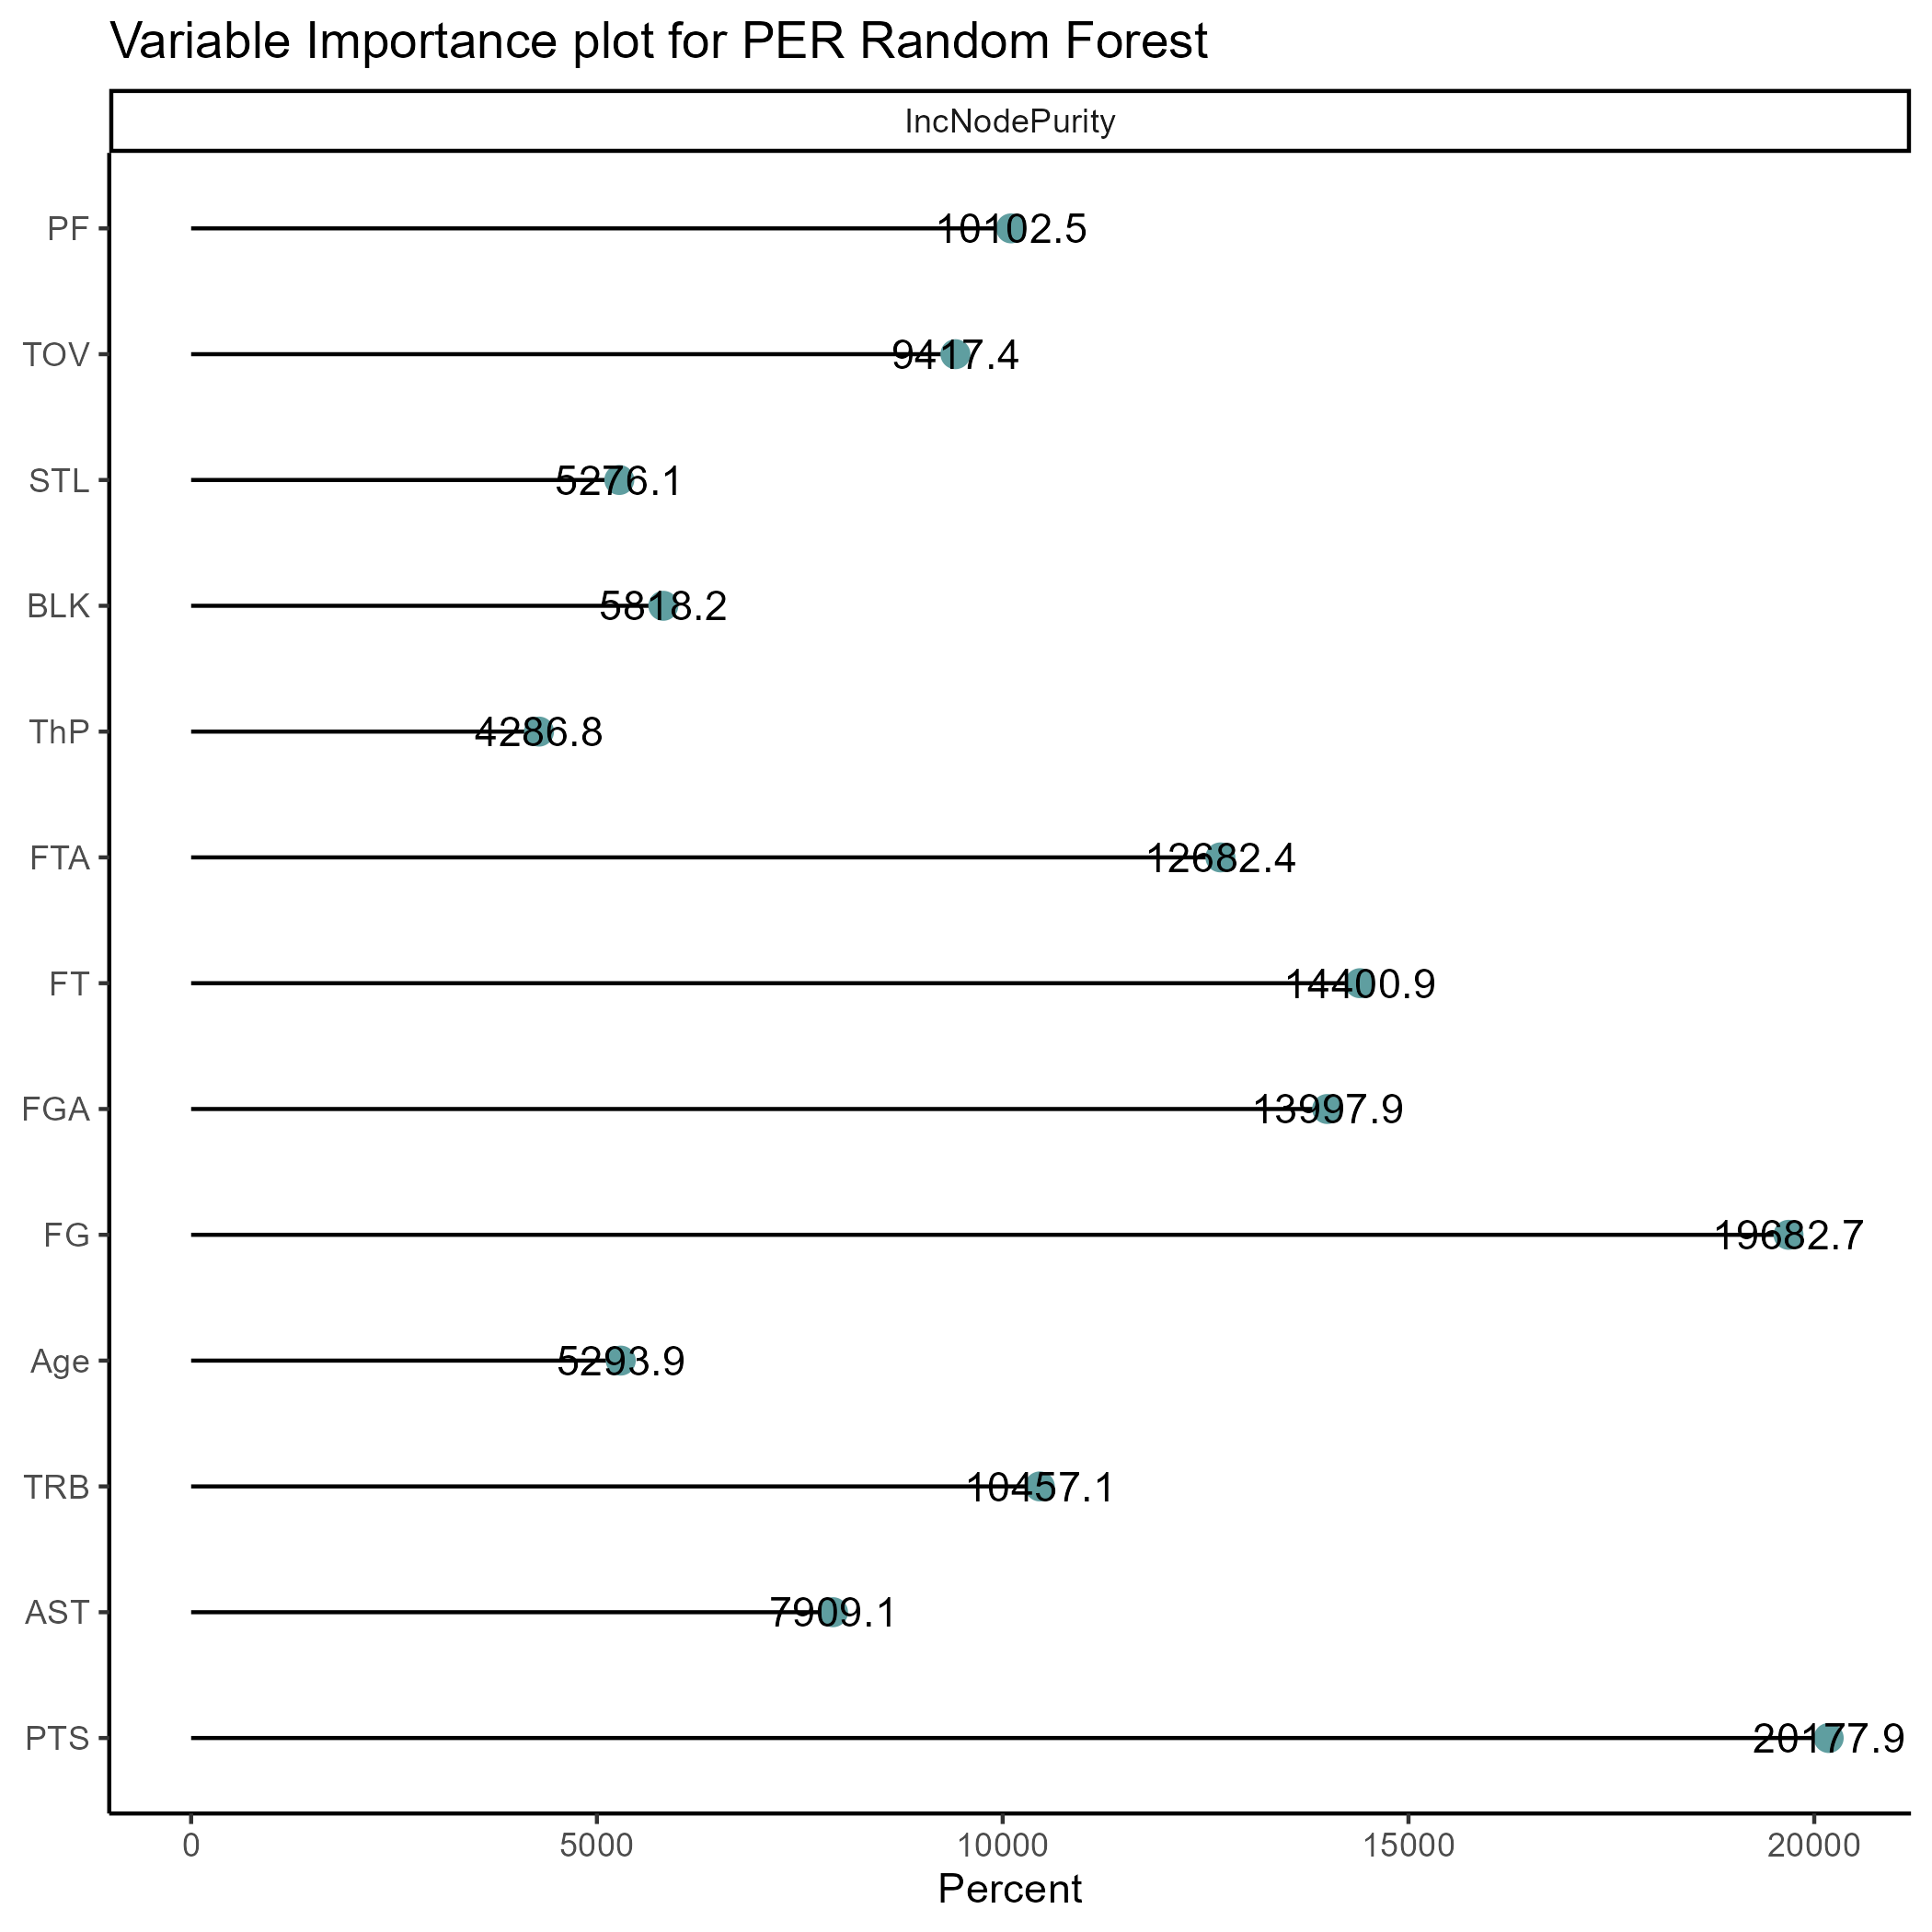 Variable Importance plot for PER Random Forest
IncNodePurity
PF 10102.5
TOV 9417.4
STL 5276.1
BLK 5818.2
ThP 4286.8
FTA 12682.4
FT 14400.9
FGA 13997.9
FG 19682.7
Age 5293.9
TRB 10457.1
AST 7909.1
PTS 20177.9
0 5000 10000 15000 20000
Percent